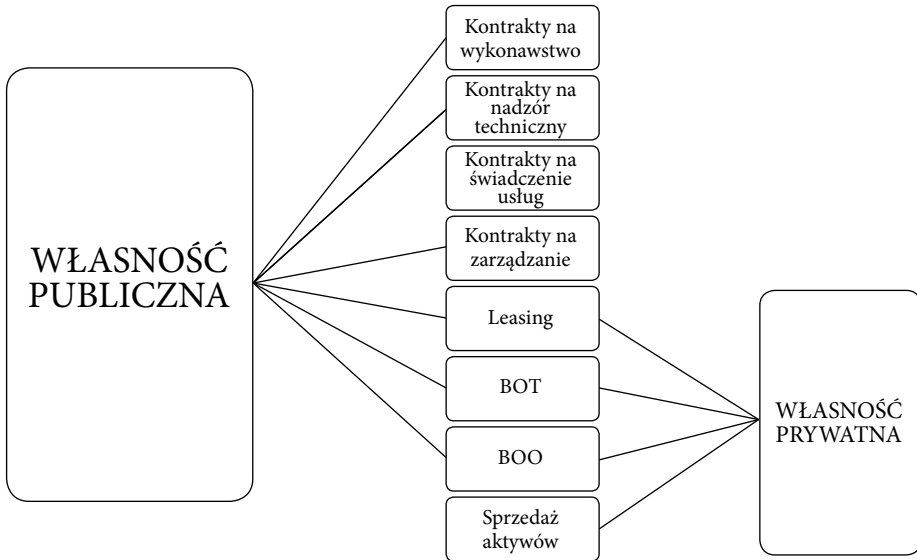 WŁASNOŚĆ
PUBLICZNA
Kontrakty na
wykonawstwo
Kontrakty na
nadzór
techniczny
Kontrakty na
świadczenie
usług
Kontrakty na
zarządzanie
Leasing
BOT
BOO
Sprzedaż
aktywów
WŁASNOŚĆ
PRYWATNA